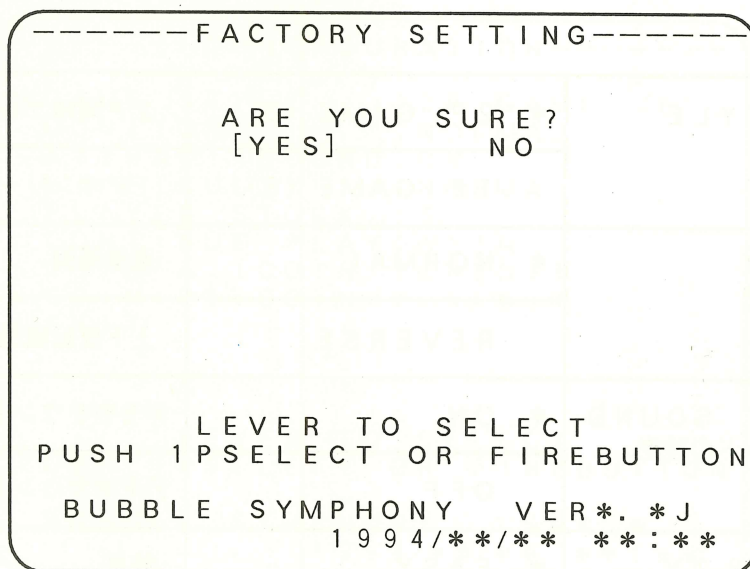 ------FACTORY SETTING------
ARE YOU SURE?
[YES] NO
LEVER TO SELECT
PUSH 1PSELECT OR FIREBUTTON
BUBBLE SYMPHONY VER*.*J
1994/**/** **:**